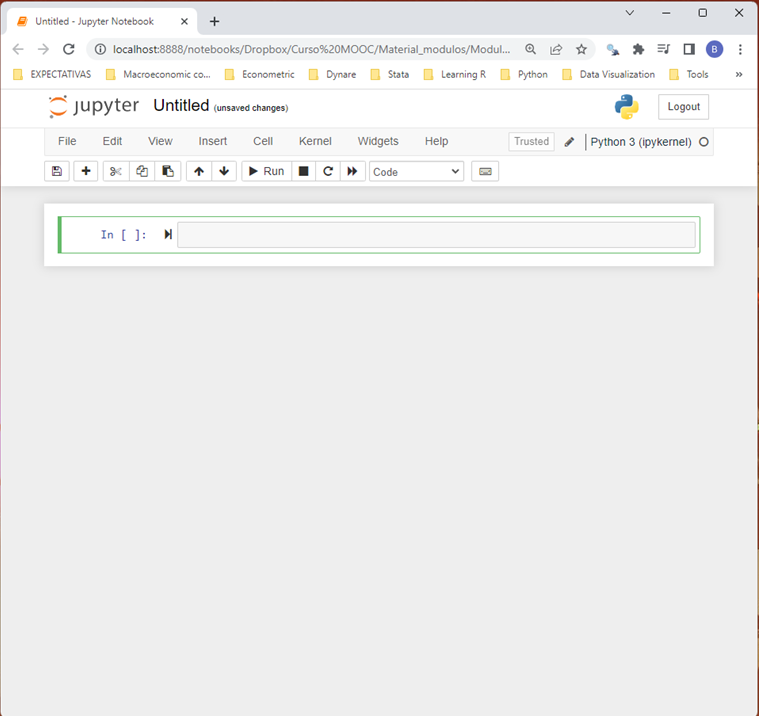 Untitled - Jupyter Notebook
localhost:8888/notebooks/Dropbox/Curso%20MOOC/Material_modulos/Modul...
B
EXPECTATIVAS Macroeconomic co... Econometric Dynare Stata Learning R Python Data Visualization Tools »
jupyter Untitled (unsaved changes) Logout
File Edit View Insert Cell Kernel Widgets Help Trusted Python 3 (ipykernel)
Run Code
In [ ]: